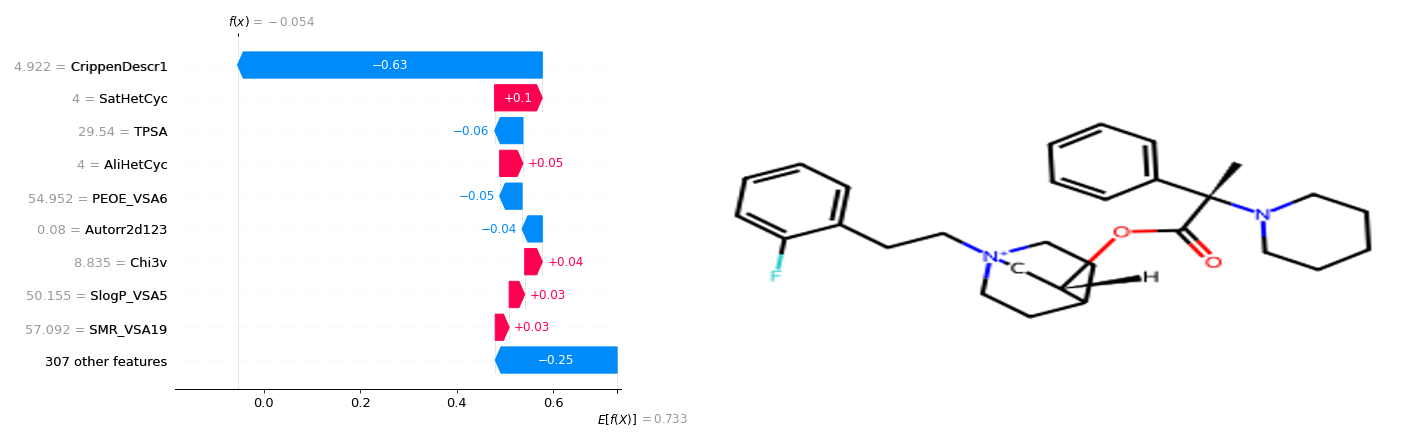 f(x) = −0.054
4.922 = CrippenDescr1
−0.63
4 = SatHetCyc
+0.1
29.54 = TPSA
−0.06
4 = AliHetCyc
+0.05
54.952 = PEOE_VSA6
−0.05
0.08 = Autorr2d123
−0.04
8.835 = Chi3v
+0.04
50.155 = SlogP_VSA5
+0.03
57.092 = SMR_VSA19
+0.03
307 other features
−0.25
0.0 0.2 0.4 0.6
E[f(X)] = 0.733
F
N+
C
H
O
O
N